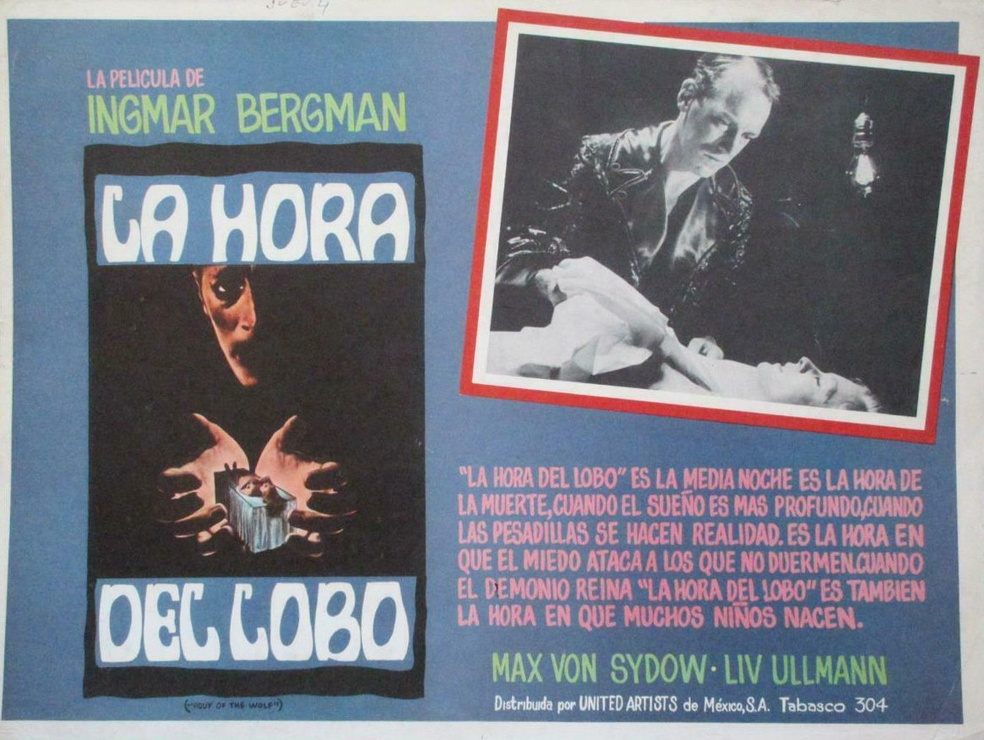 LA PELICULA DE
INGMAR BERGMAN
LA HORA
DEL LOBO
("HOUR OF THE WOLF")
"LA HORA DEL LOBO" ES LA MEDIA NOCHE ES LA HORA DE
LA MUERTE, CUANDO EL SUEÑO ES MAS PROFUNDO, CUANDO
LAS PESADILLAS SE HACEN REALIDAD. ES LA HORA EN
QUE EL MIEDO ATACA A LOS QUE NO DUERMEN. CUANDO
EL DEMONIO REINA "LA HORA DEL LOBO" ES TAMBIEN
LA HORA EN QUE MUCHOS NIÑOS NACEN.
MAX VON SYDOW · LIV ULLMANN
Distribuida por UNITED ARTISTS de México, S.A. Tabasco 304